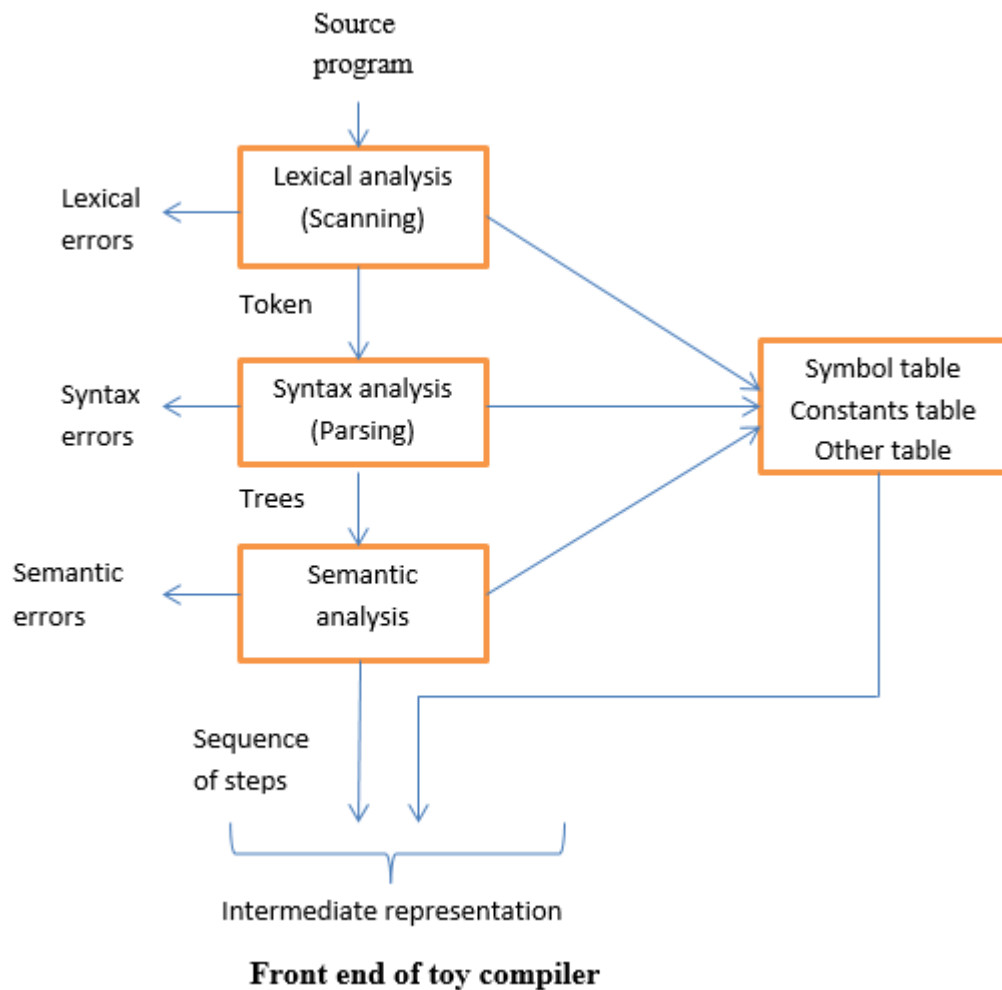 Source
program
Lexical analysis
(Scanning)
Lexical
errors
Token
Syntax analysis
(Parsing)
Syntax
errors
Symbol table
Constants table
Other table
Trees
Semantic
analysis
Semantic
errors
Sequence
of steps
Intermediate representation
Front end of toy compiler